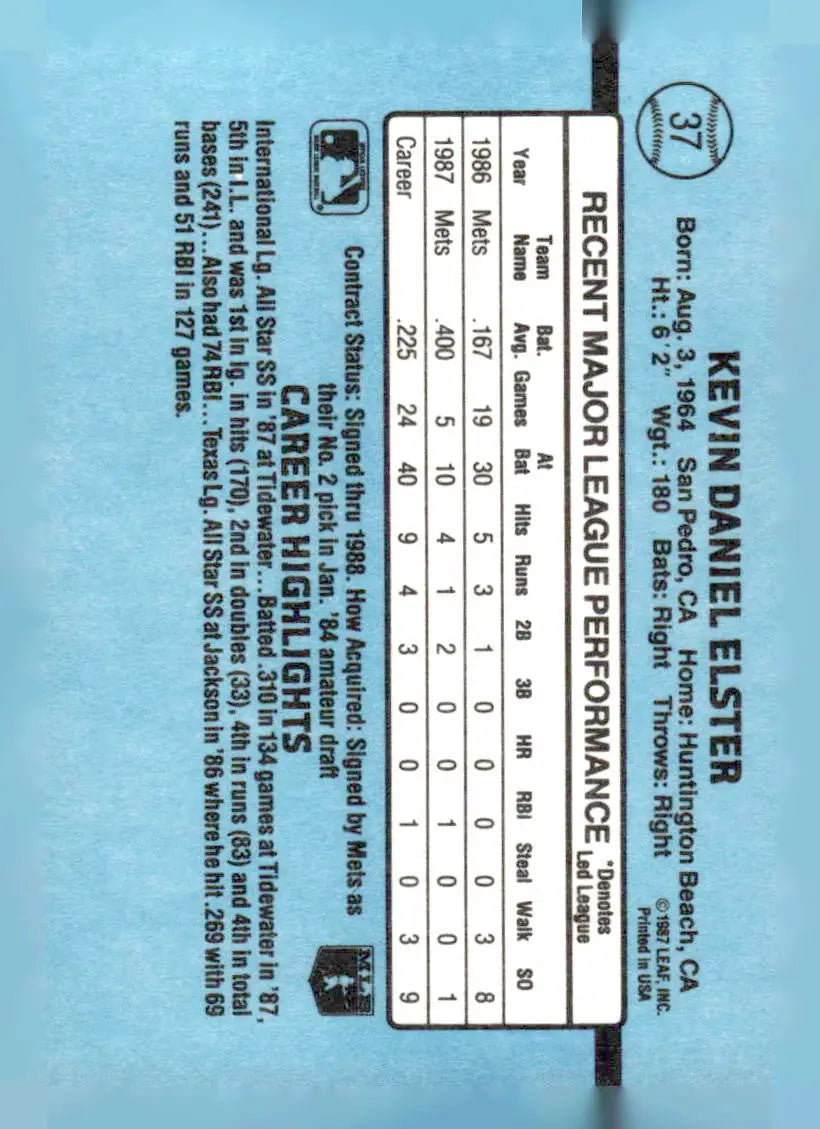 37
KEVIN DANIEL ELSTER
Born: Aug. 3, 1964 San Pedro, CA Home: Huntington Beach, CA
Ht.: 6'2" Wgt.: 180 Bats: Right Throws: Right
©1987 LEAF, INC.
Printed in USA
RECENT MAJOR LEAGUE PERFORMANCE *Denotes Led League
Year Team Name Bat. Avg. Games At Bat Hits Runs 2B 3B HR RBI Steal Walk SO
1986 Mets .167 19 30 5 3 1 0 0 0 0 3 8
1987 Mets .400 5 10 4 1 2 0 0 1 0 0 1
Career .225 24 40 9 4 3 0 0 1 0 3 9
Contract Status: Signed thru 1988. How Acquired: Signed by Mets as
their No. 2 pick in Jan. '84 amateur draft
CAREER HIGHLIGHTS
International Lg. All Star SS in '87 at Tidewater...Batted .310 in 134 games at Tidewater in '87,
5th in I.L. and was 1st in lg. in hits (170), 2nd in doubles (33), 4th in runs (83) and 4th in total
bases (241)...Also had 74 RBI...Texas Lg. All Star SS at Jackson in '86 where he hit .269 with 69
runs and 51 RBI in 127 games.